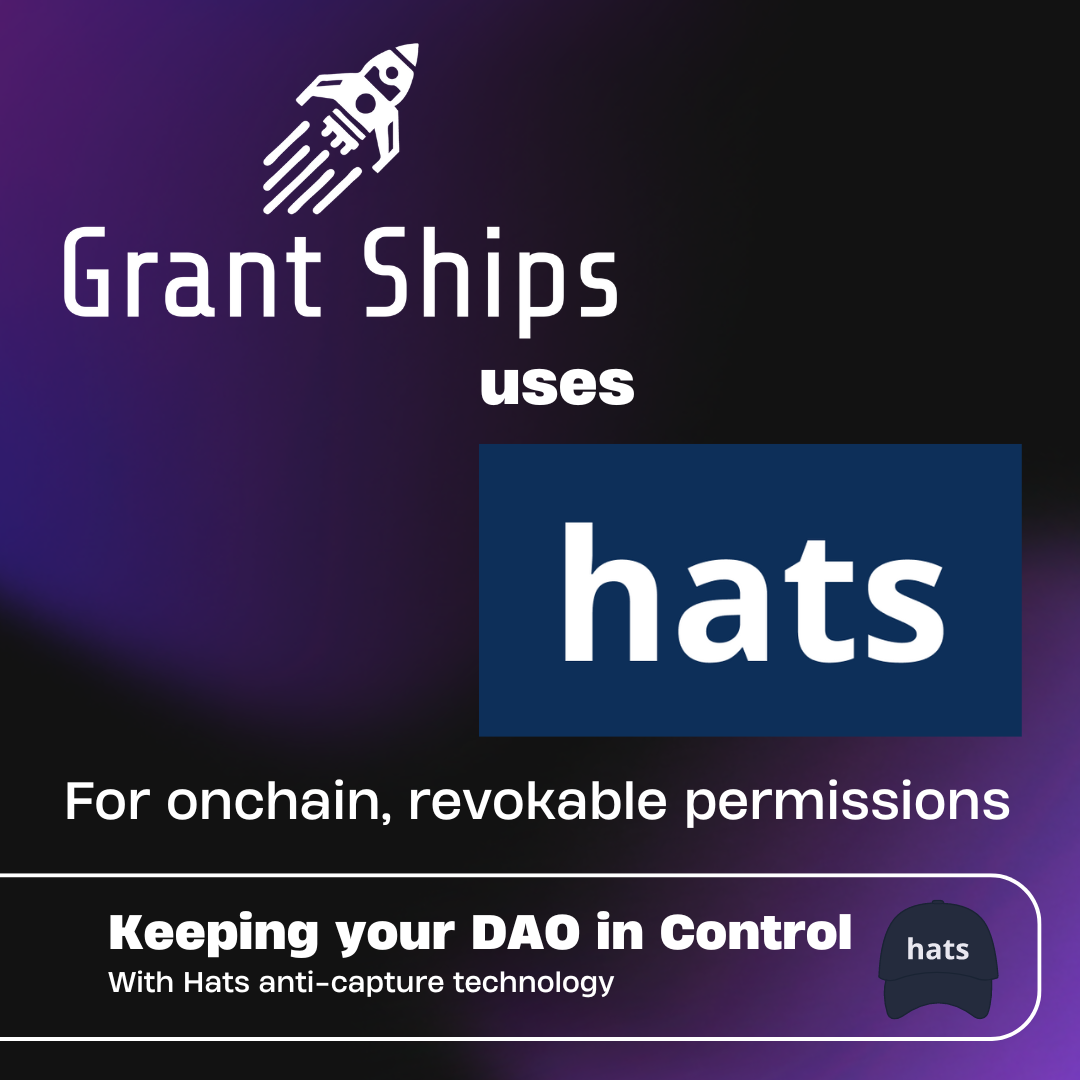 Grant Ships
uses
hats
For onchain, revokable permissions
Keeping your DAO in Control
With Hats anti-capture technology
hats